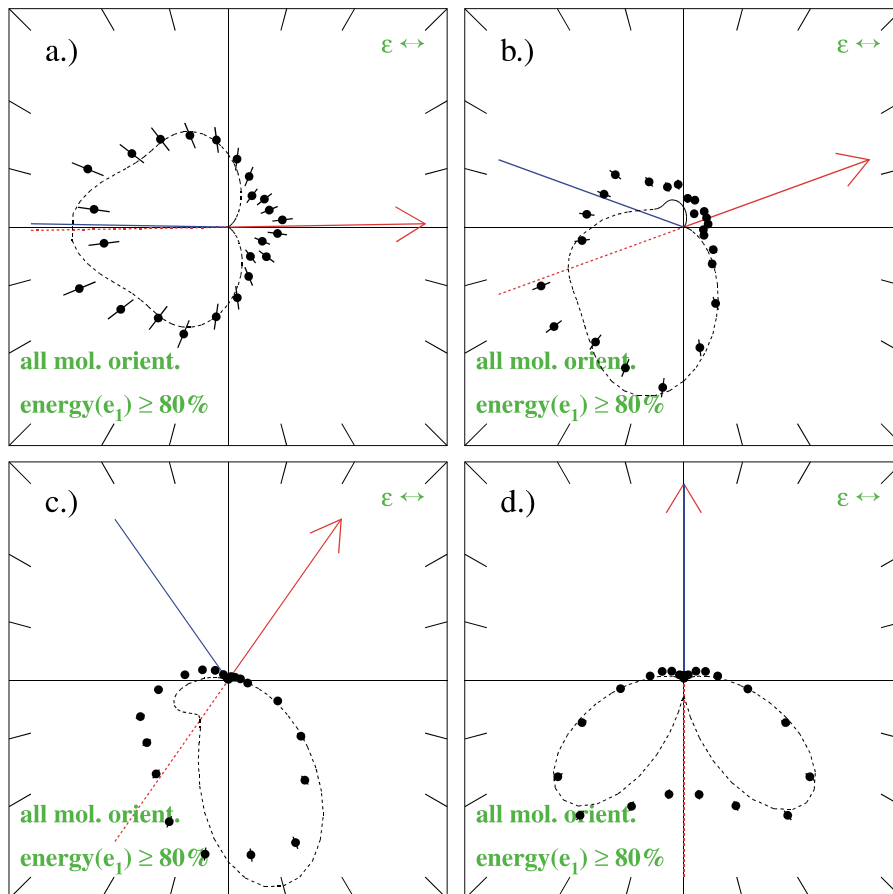 a.) ε ↔
all mol. orient.
energy(e₁) ≥ 80%
b.) ε ↔
all mol. orient.
energy(e₁) ≥ 80%
c.) ε ↔
all mol. orient.
energy(e₁) ≥ 80%
d.) ε ↔
all mol. orient.
energy(e₁) ≥ 80%